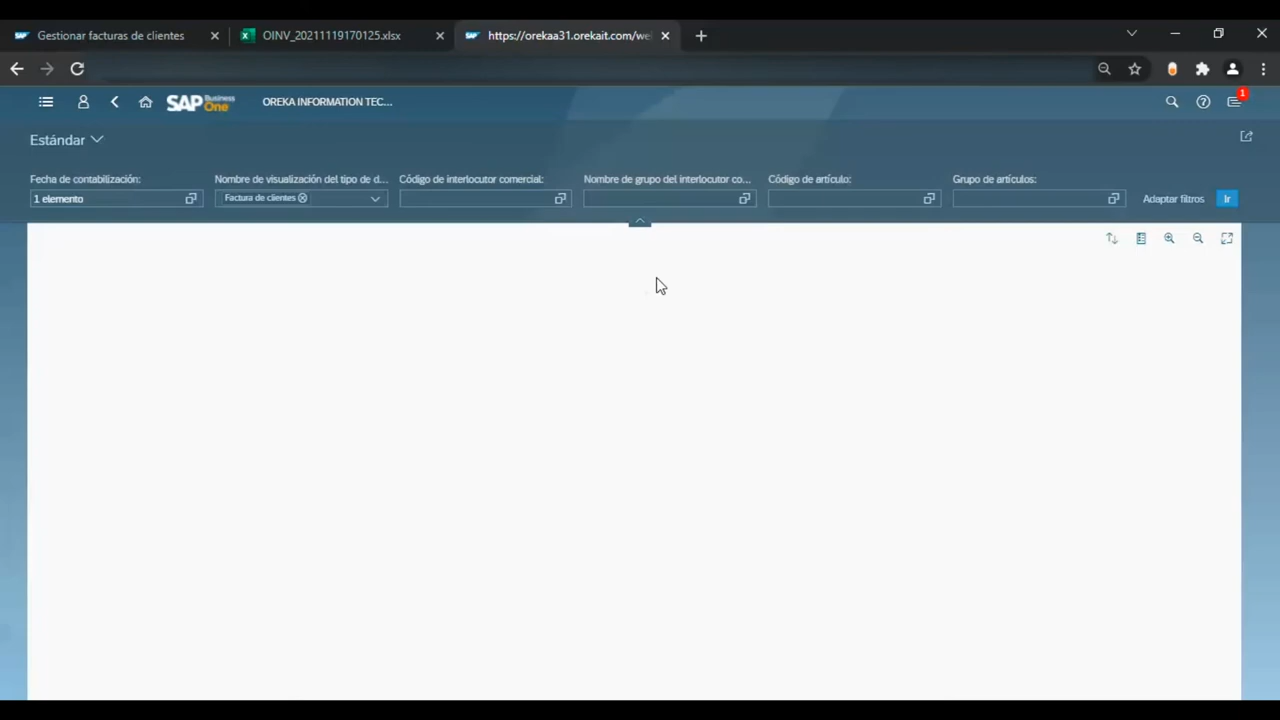 Gestionar facturas de clientes
OINV_20211119170125.xlsx
https://orekaa31.orekait.com/we
SAP Business One
OREKA INFORMATION TEC...
1
Estándar
Fecha de contabilización:
Nombre de visualización del tipo de d...
Código de interlocutor comercial:
Nombre de grupo del interlocutor co...
Código de artículo:
Grupo de artículos:
1 elemento
Factura de clientes
Adaptar filtros
Ir